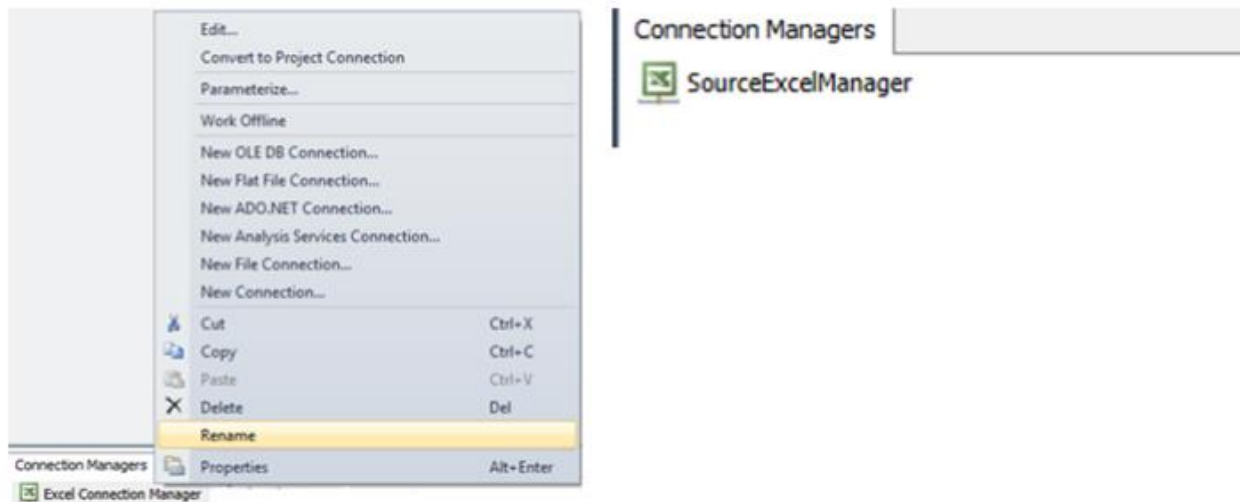 Edit...
Convert to Project Connection
Parameterize...
Work Offline
New OLE DB Connection...
New Flat File Connection...
New ADO.NET Connection...
New Analysis Services Connection...
New File Connection...
New Connection...
Cut Ctrl+X
Copy Ctrl+C
Paste Ctrl+V
Delete Del
Rename
Properties Alt+Enter
Connection Managers
Excel Connection Manager
Connection Managers
SourceExcelManager